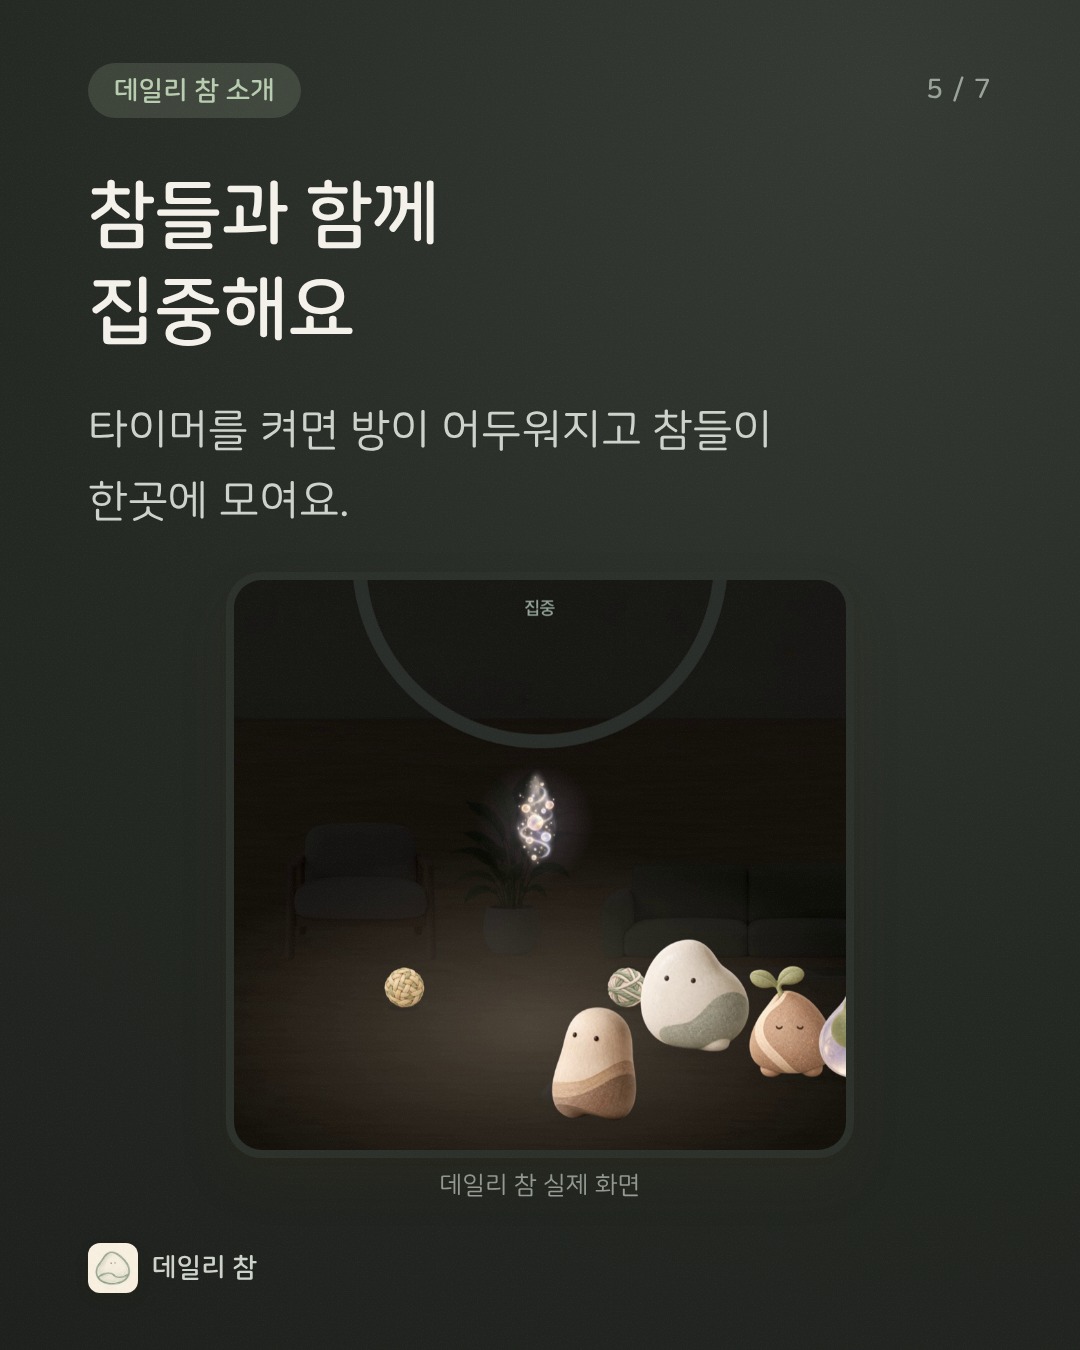 데일리 참 소개
5 / 7
참들과 함께
집중해요
타이머를 켜면 방이 어두워지고 참들이
한곳에 모여요.
집중
데일리 참 실제 화면
데일리 참